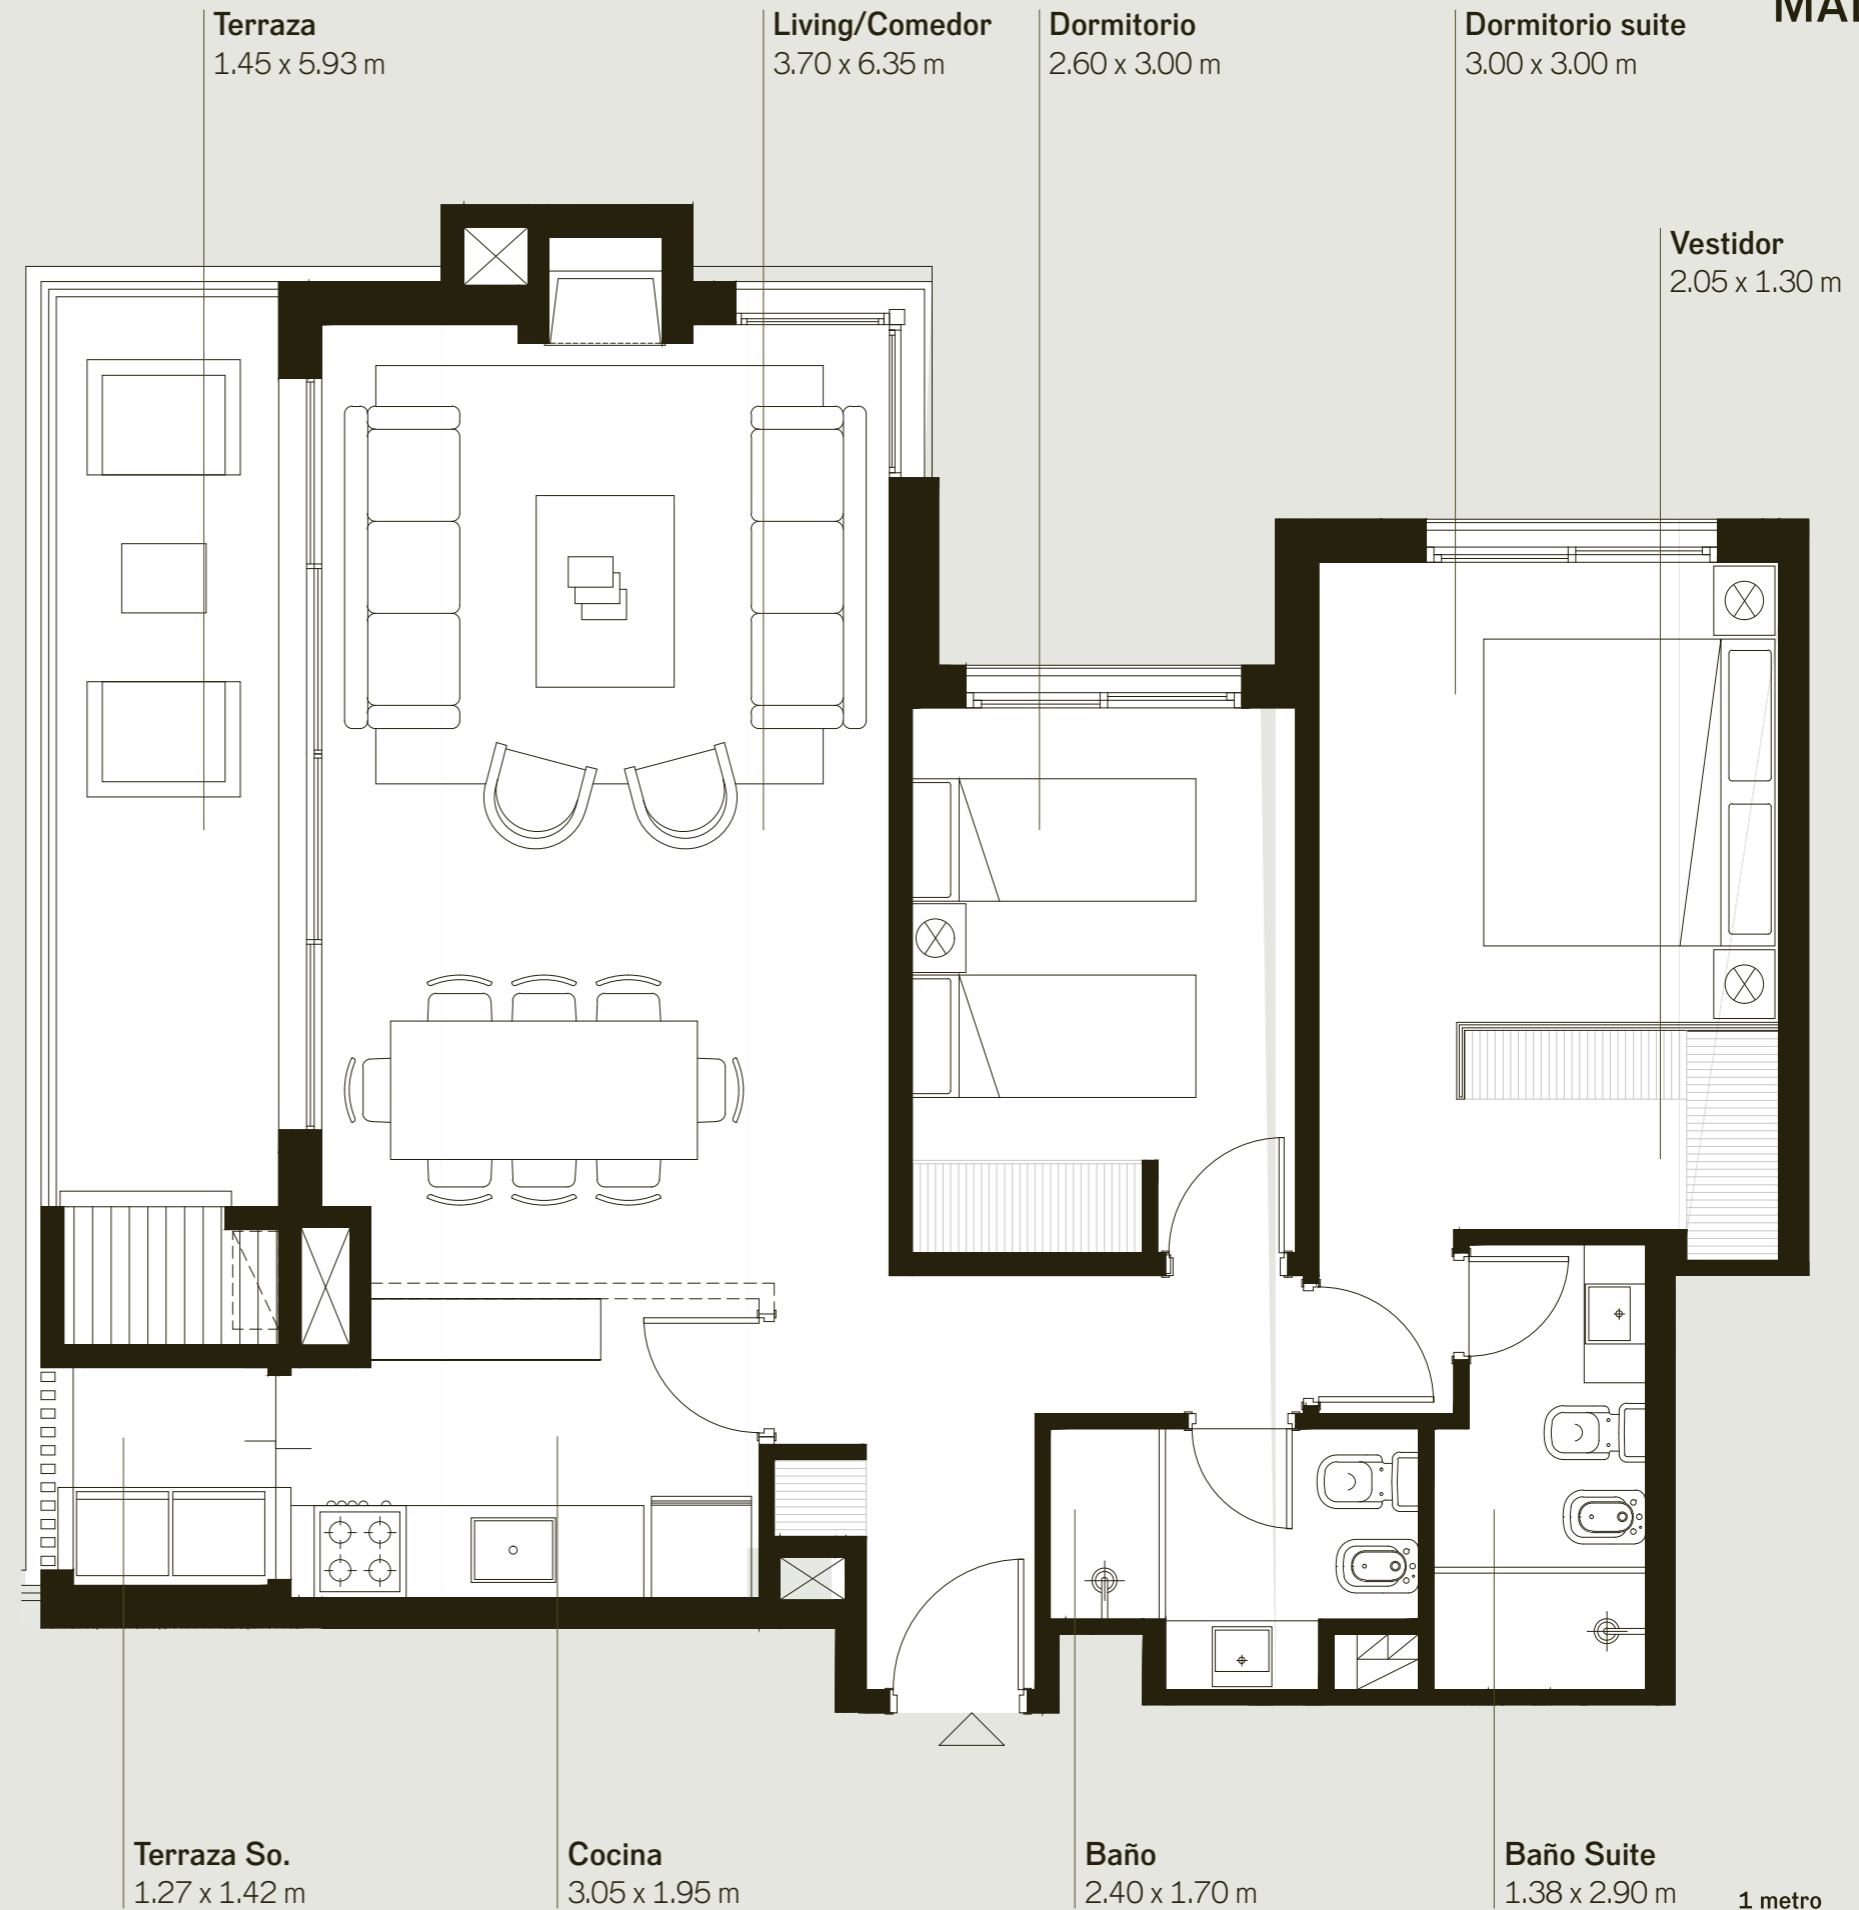 Terraza
1.45 x 5.93 m
Living/Comedor
3.70 x 6.35 m
Dormitorio
2.60 x 3.00 m
Dormitorio suite
3.00 x 3.00 m
Vestidor
2.05 x 1.30 m
Terraza So.
1.27 x 1.42 m
Cocina
3.05 x 1.95 m
Baño
2.40 x 1.70 m
Baño Suite
1.38 x 2.90 m
1 metro